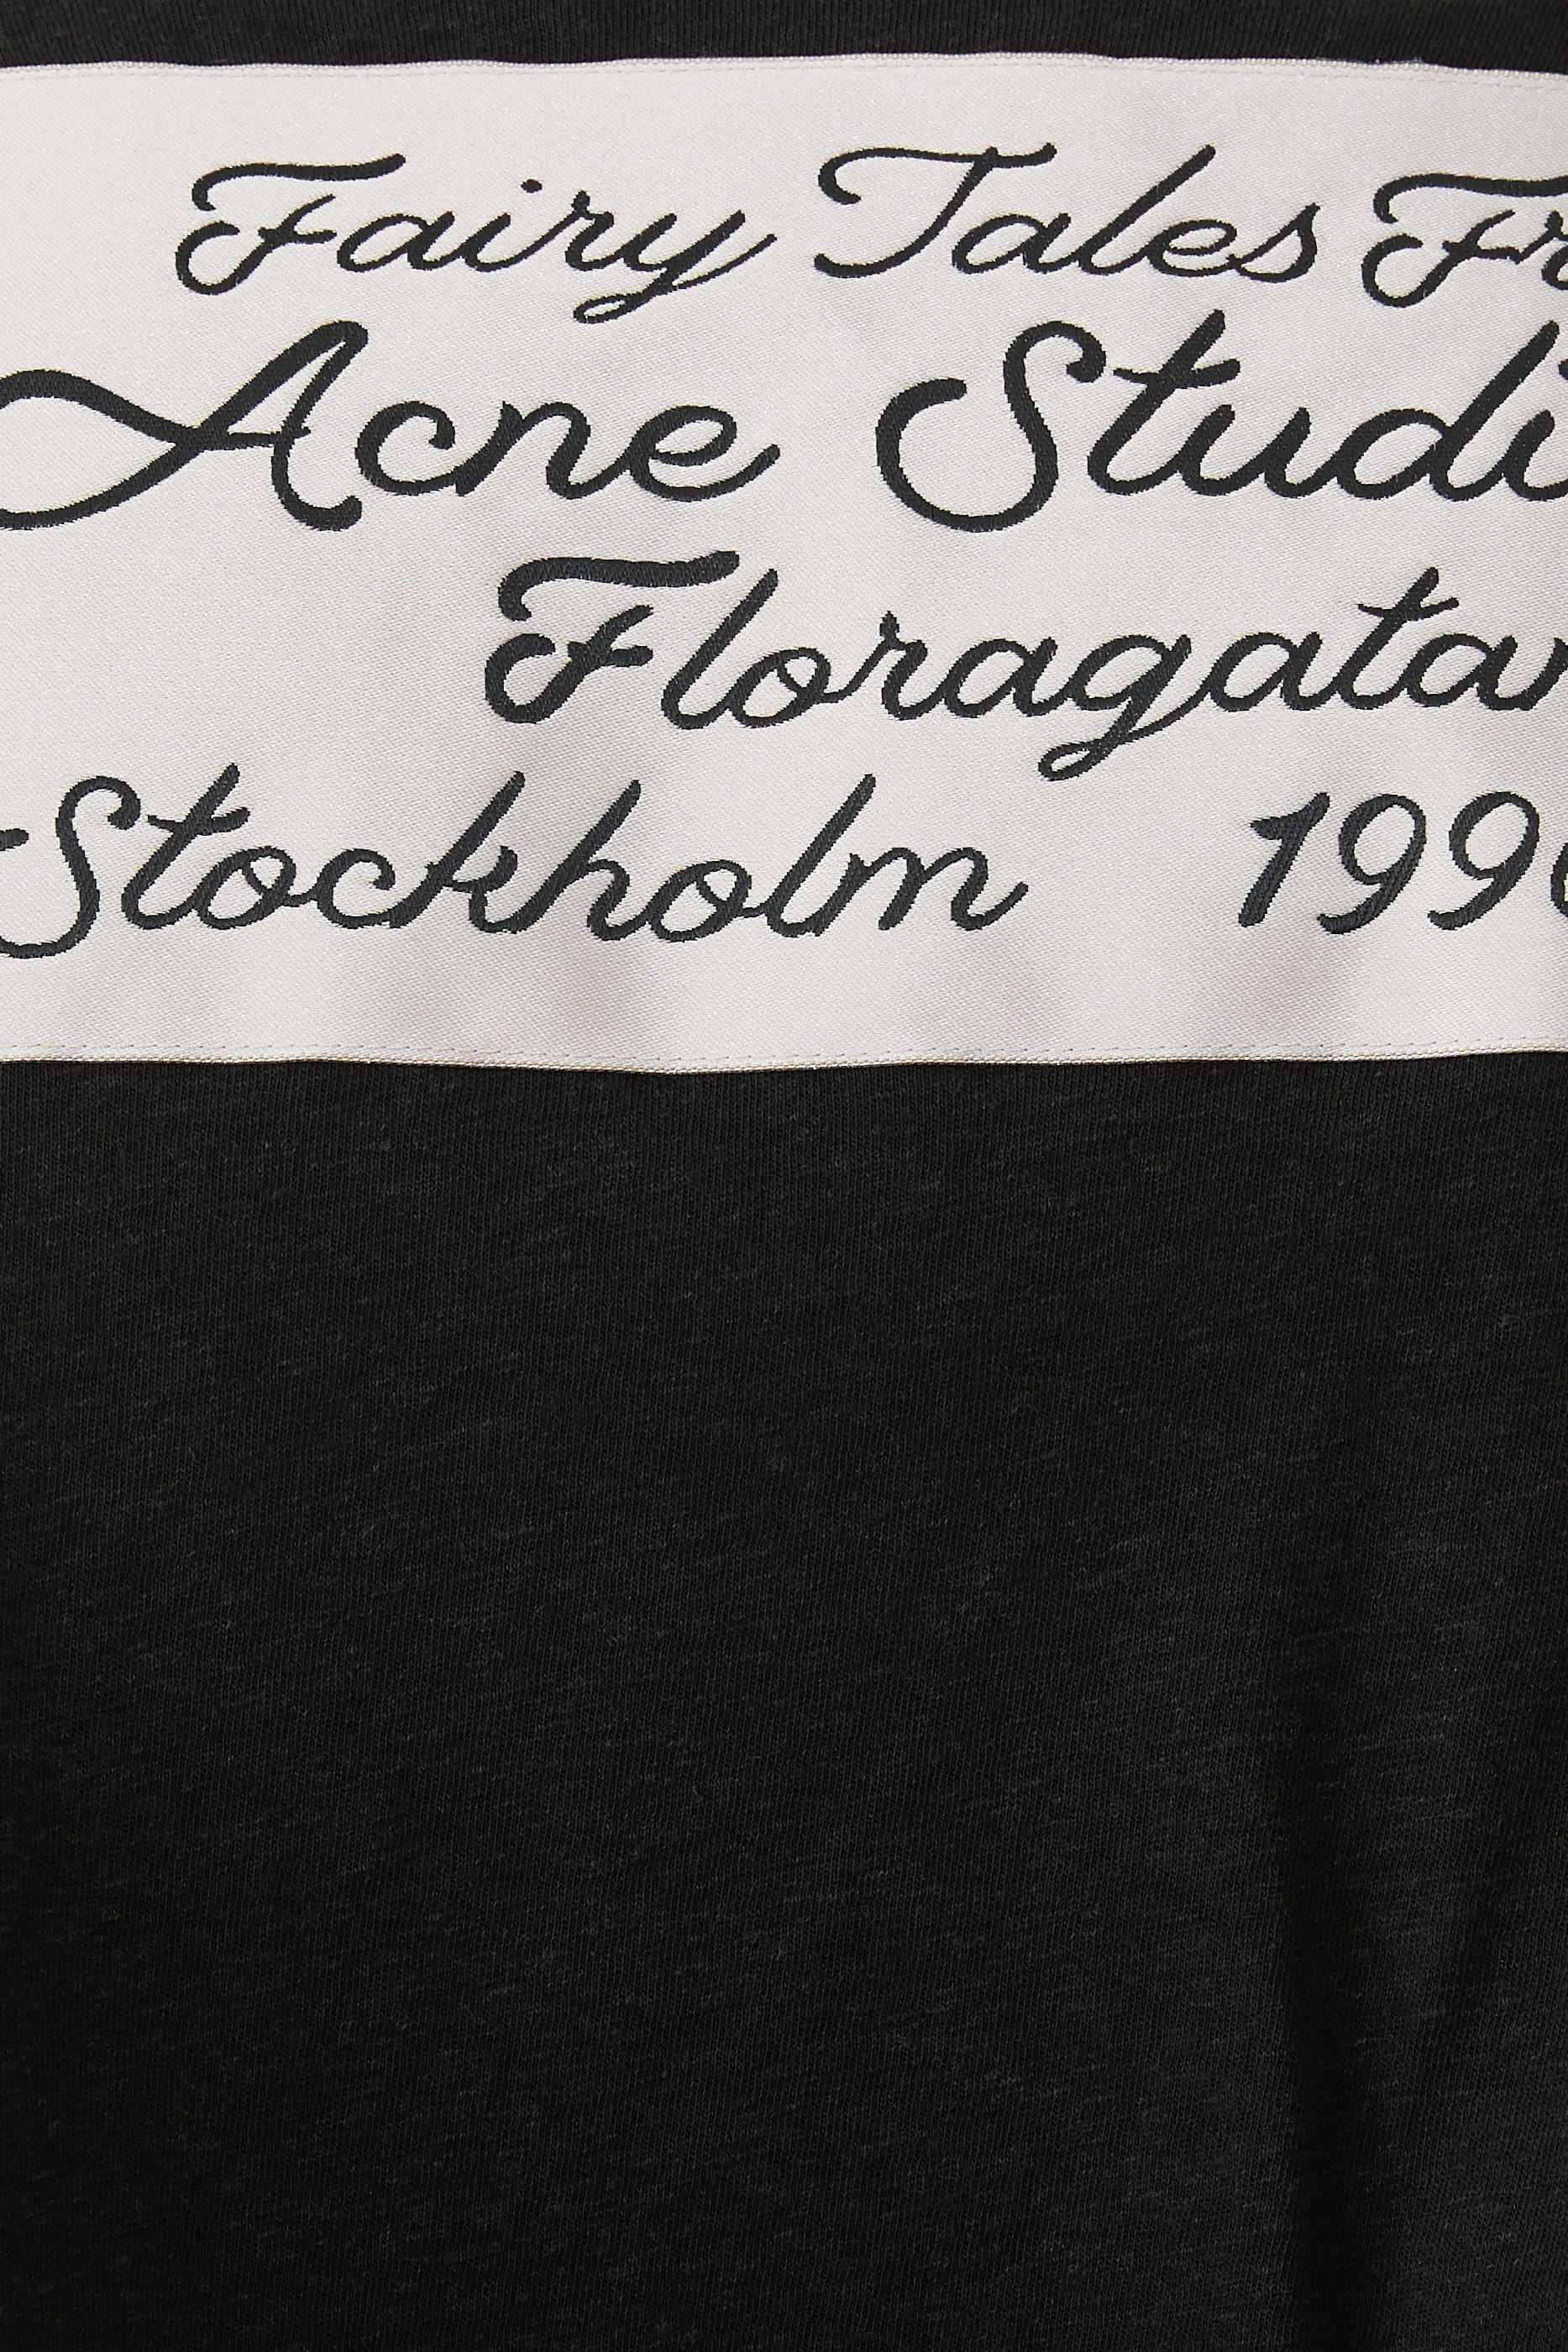 Fairy Tales Fr
Acne Studi
Floragatan
Stockholm 199